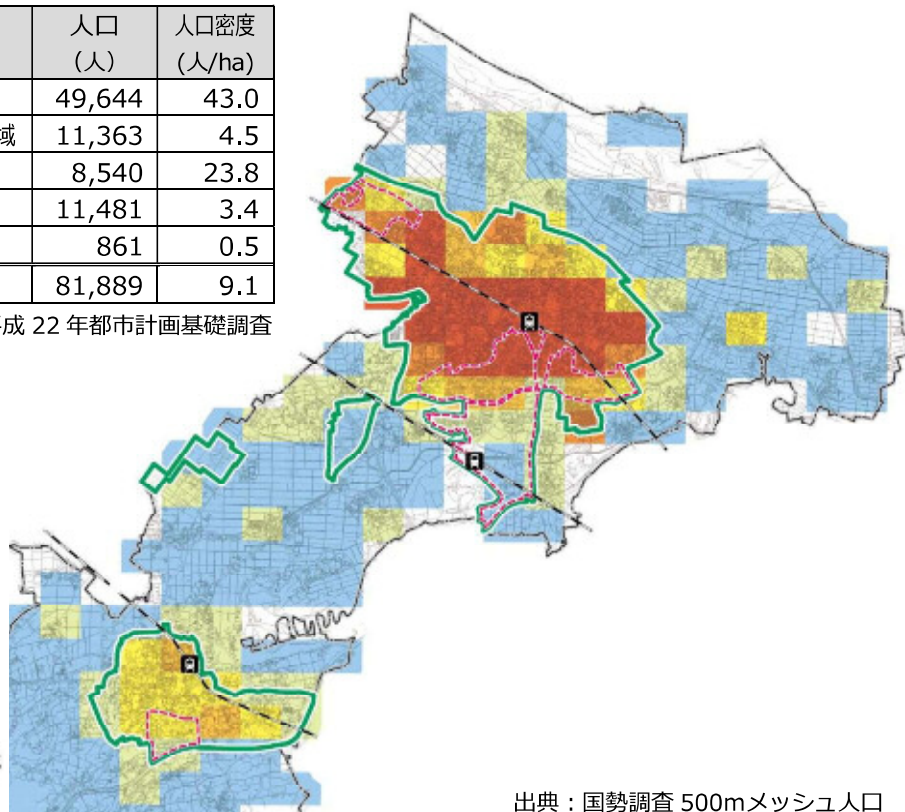 人口 人口密度
（人） (人/ha)
49,644 43.0
域 11,363 4.5
8,540 23.8
11,481 3.4
861 0.5
81,889 9.1
成 22 年都市計画基礎調査
出典：国勢調査 500mメッシュ人口